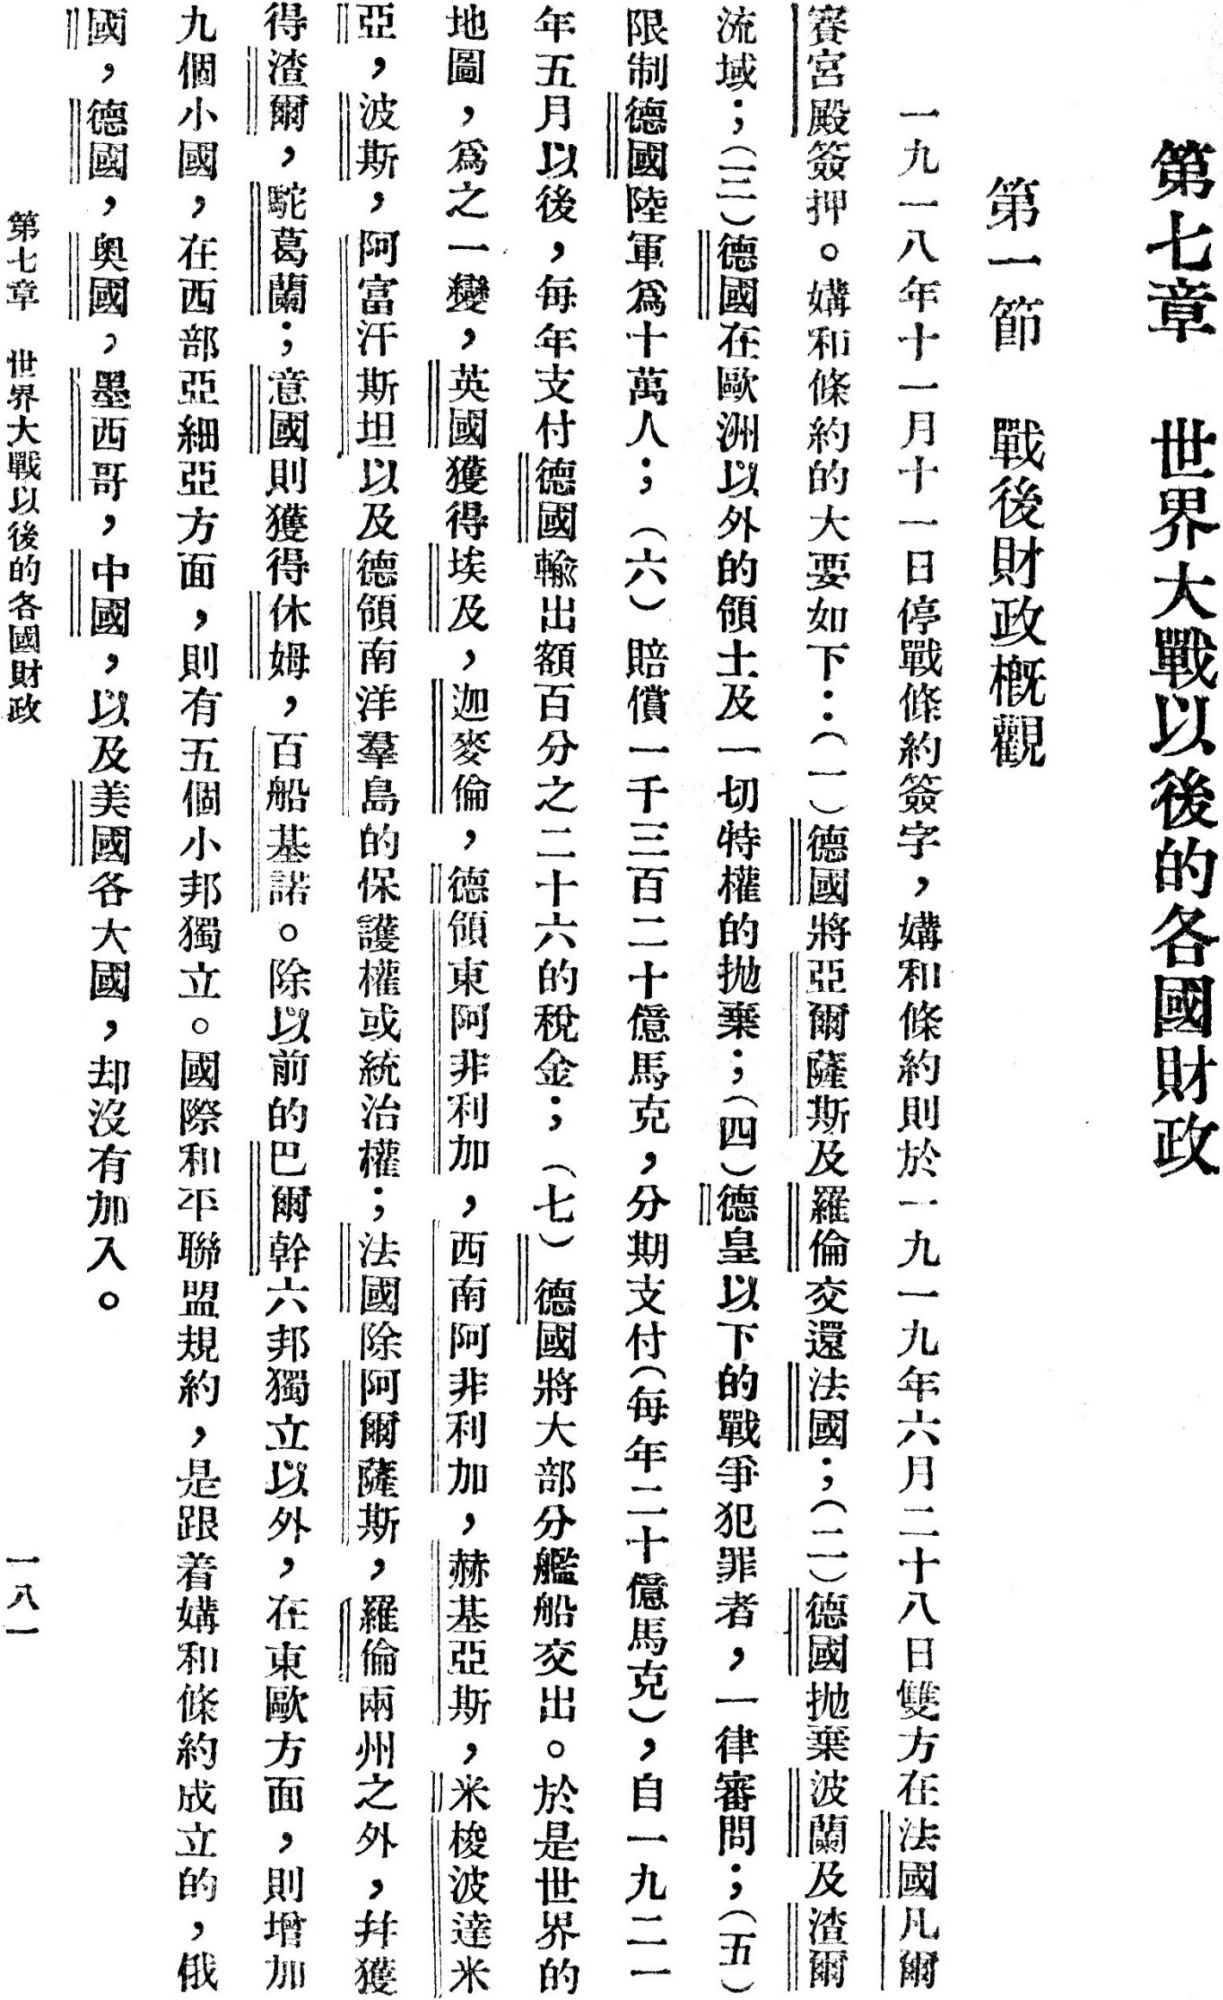 第七章　世界大戰以後的各國財政
第一節　戰後財政概觀
一九一八年十一月十一日停戰條約簽字，媾和條約則於一九一九年六月二十八日雙方在法國凡爾
賽宮殿簽押。媾和條約的大要如下：（一）德國將亞爾薩斯及羅倫交還法國；（二）德國拋棄波蘭及渣爾
流域；（三）德國在歐洲以外的領土及一切特權的拋棄；（四）德皇以下的戰爭犯罪者，一律審問；（五）
限制德國陸軍爲十萬人；（六）賠償一千三百二十億馬克，分期支付（每年二十億馬克），自一九二一
年五月以後，每年支付德國輸出額百分之二十六的稅金；（七）德國將大部分艦船交出。於是世界的
地圖，爲之一變，英國獲得埃及，迦麥倫，德領東阿非利加，西南阿非利加，赫基亞斯，米梭波達米
亞，波斯，阿富汗斯坦以及德領南洋羣島的保護權或統治權；法國除阿爾薩斯，羅倫兩州之外，幷獲
得渣爾，駝葛蘭；意國則獲得休姆，百船基諾。除以前的巴爾幹六邦獨立以外，在東歐方面，則增加
九個小國，在西部亞細亞方面，則有五個小邦獨立。國際和平聯盟規約，是跟着媾和條約成立的，俄
國，德國，奧國，墨西哥，中國，以及美國各大國，却沒有加入。
第七章　世界大戰以後的各國財政
一八一